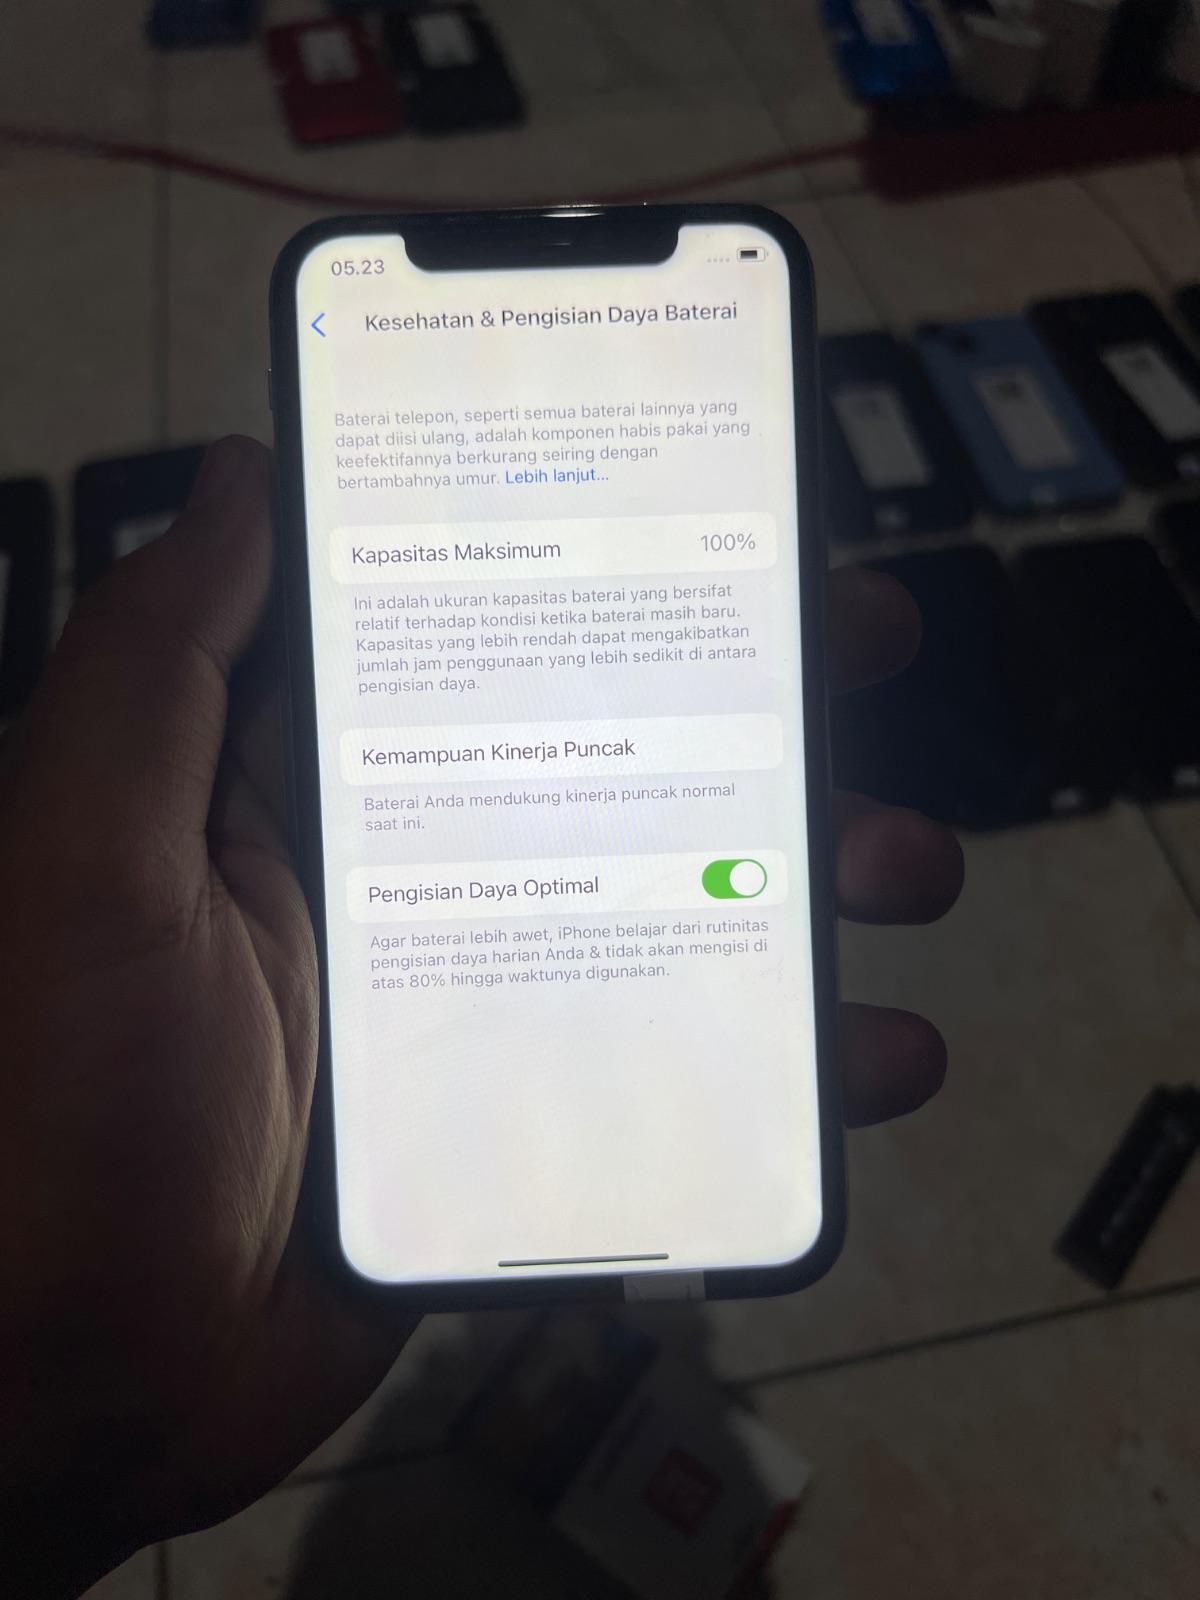 05.23
Kesehatan & Pengisian Daya Baterai
Baterai telepon, seperti semua baterai lainnya yang
dapat diisi ulang, adalah komponen habis pakai yang
keefektifannya berkurang seiring dengan
bertambahnya umur. Lebih lanjut...
Kapasitas Maksimum 100%
Ini adalah ukuran kapasitas baterai yang bersifat
relatif terhadap kondisi ketika baterai masih baru.
Kapasitas yang lebih rendah dapat mengakibatkan
jumlah jam penggunaan yang lebih sedikit di antara
pengisian daya.
Kemampuan Kinerja Puncak
Baterai Anda mendukung kinerja puncak normal
saat ini.
Pengisian Daya Optimal
Agar baterai lebih awet, iPhone belajar dari rutinitas
pengisian daya harian Anda & tidak akan mengisi di
atas 80% hingga waktunya digunakan.